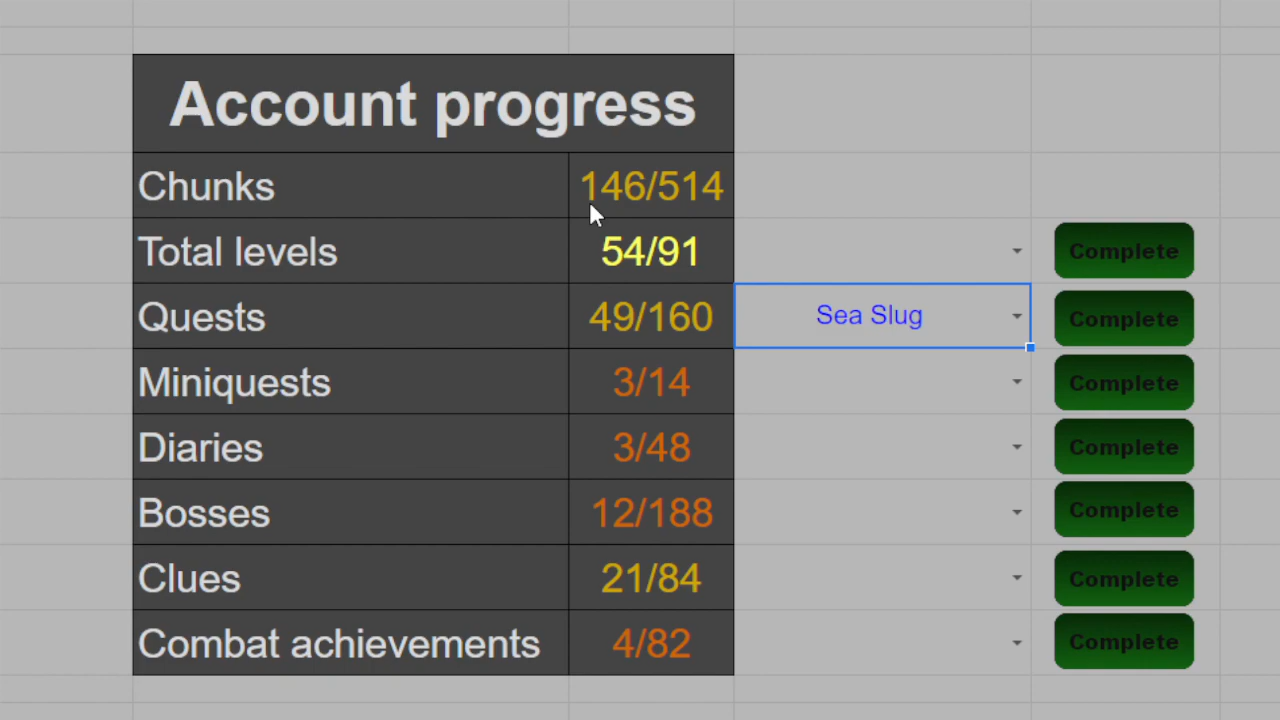 Account progress
Chunks 146/514
Total levels 54/91 Complete
Quests 49/160 Sea Slug Complete
Miniquests 3/14 Complete
Diaries 3/48 Complete
Bosses 12/188 Complete
Clues 21/84 Complete
Combat achievements 4/82 Complete